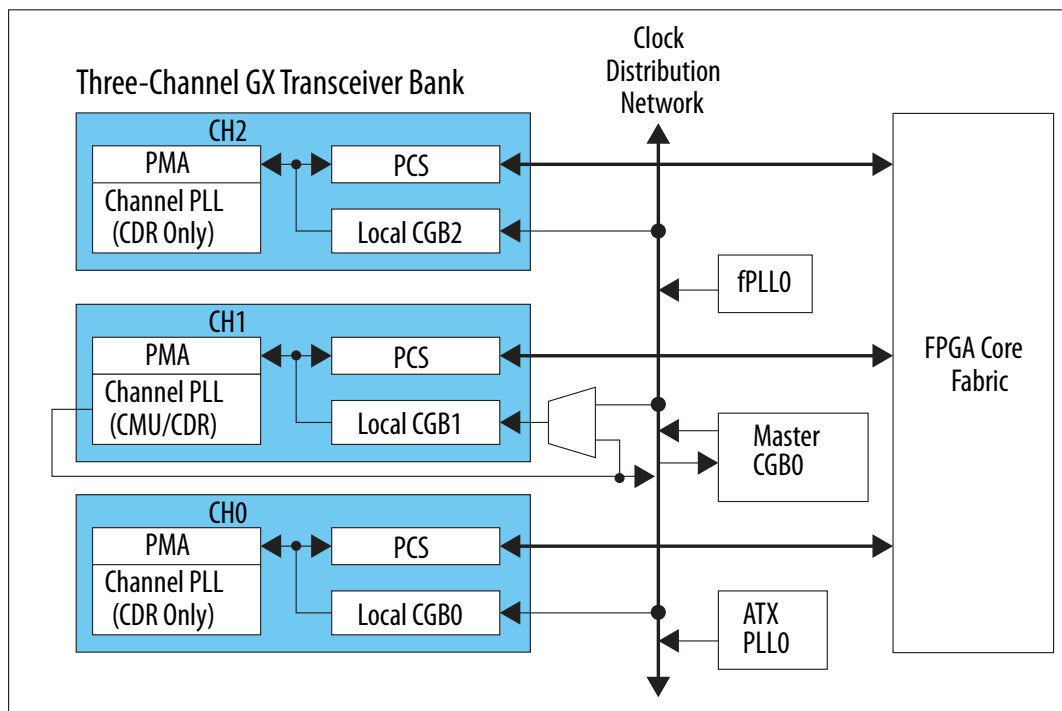 Clock
Distribution
Network
Three-Channel GX Transceiver Bank
CH2
PMA
Channel PLL
(CDR Only)
PCS
Local CGB2
fPLL0
CH1
PMA
Channel PLL
(CMU/CDR)
PCS
Local CGB1
Master
CGB0
FPGA Core
Fabric
CH0
PMA
Channel PLL
(CDR Only)
PCS
Local CGB0
ATX
PLL0